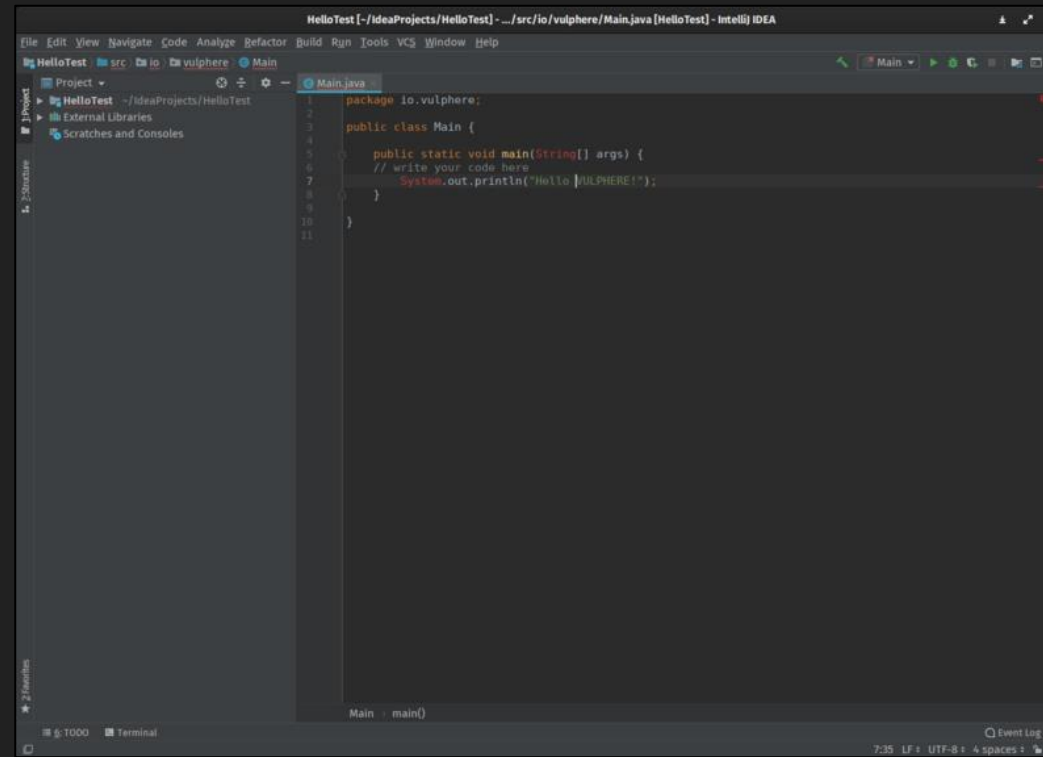 HelloTest [~/IdeaProjects/HelloTest] - .../src/io/vulphere/Main.java [HelloTest] - IntelliJ IDEA
File Edit View Navigate Code Analyze Refactor Build Run Tools VCS Window Help
HelloTest src io vulphere Main
Main
Project
Main.java
1: Project
HelloTest ~/IdeaProjects/HelloTest
External Libraries
Scratches and Consoles
2: Structure
2: Favorites
1 package io.vulphere;
2
3 public class Main {
4
5 public static void main(String[] args) {
6 // write your code here
7 System.out.println("Hello VULPHERE!");
8 }
9
10 }
11
Main main()
6: TODO Terminal
Event Log
7:35 LF UTF-8 4 spaces